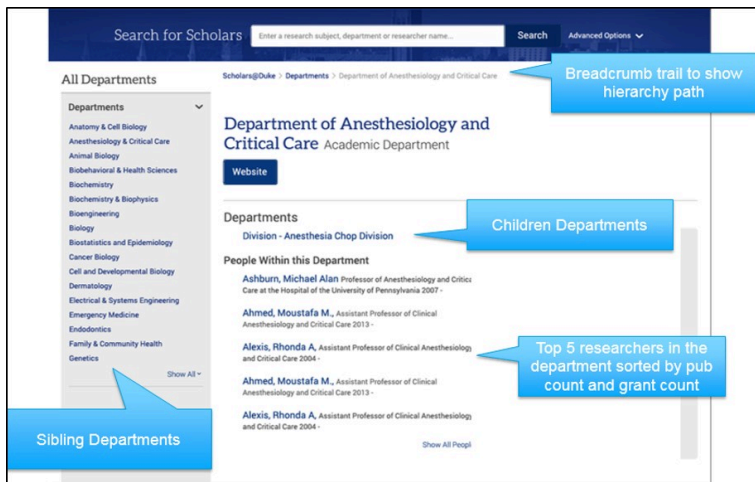 Search for Scholars
Enter a research subject, department or researcher name...
Search
Advanced Options
All Departments
Scholars@Duke > Departments > Department of Anesthesiology and Critical Care
Breadcrumb trail to show
hierarchy path
Departments
Anatomy & Cell Biology
Anesthesiology & Critical Care
Animal Biology
Biobehavioral & Health Sciences
Biochemistry
Biochemistry & Biophysics
Bioengineering
Biology
Biostatistics and Epidemiology
Cancer Biology
Cell and Developmental Biology
Dermatology
Electrical & Systems Engineering
Emergency Medicine
Endodontics
Family & Community Health
Genetics
Show All
Sibling Departments
Department of Anesthesiology and
Critical Care Academic Department
Website
Departments
Division - Anesthesia Chop Division
Children Departments
People Within this Department
Ashburn, Michael Alan Professor of Anesthesiology and Critica
Care at the Hospital of the University of Pennsylvania 2007 -
Ahmed, Moustafa M., Assistant Professor of Clinical
Anesthesiology and Critical Care 2013 -
Alexis, Rhonda A, Assistant Professor of Clinical Anesthesiology
and Critical Care 2004 -
Ahmed, Moustafa M., Assistant Professor of Clinical
Anesthesiology and Critical Care 2013 -
Alexis, Rhonda A, Assistant Professor of Clinical Anesthesiology
and Critical Care 2004 -
Show All Peopl
Top 5 researchers in the
department sorted by pub
count and grant count